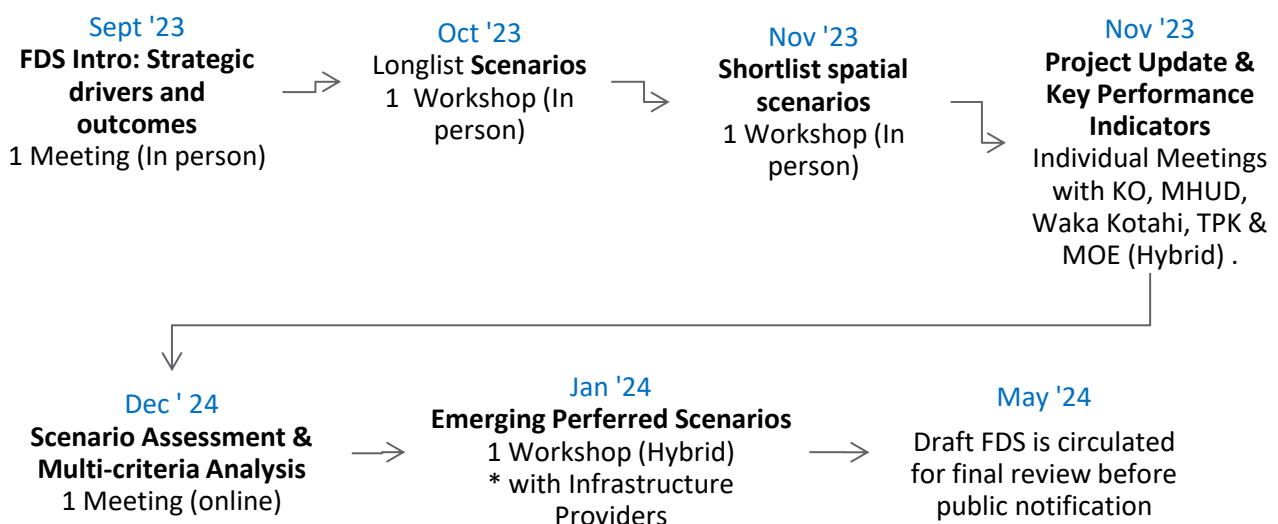 Sept '23
FDS Intro: Strategic
drivers and
outcomes
1 Meeting (In person)
Oct '23
Longlist Scenarios
1 Workshop (In
person)
Nov '23
Shortlist spatial
scenarios
1 Workshop (In
person)
Nov '23
Project Update &
Key Performance
Indicators
Individual Meetings
with KO, MHUD,
Waka Kotahi, TPK &
MOE (Hybrid) .
Dec ' 24
Scenario Assessment &
Multi-criteria Analysis
1 Meeting (online)
Jan '24
Emerging Perferred Scenarios
1 Workshop (Hybrid)
* with Infrastructure
Providers
May '24
Draft FDS is circulated
for final review before
public notification